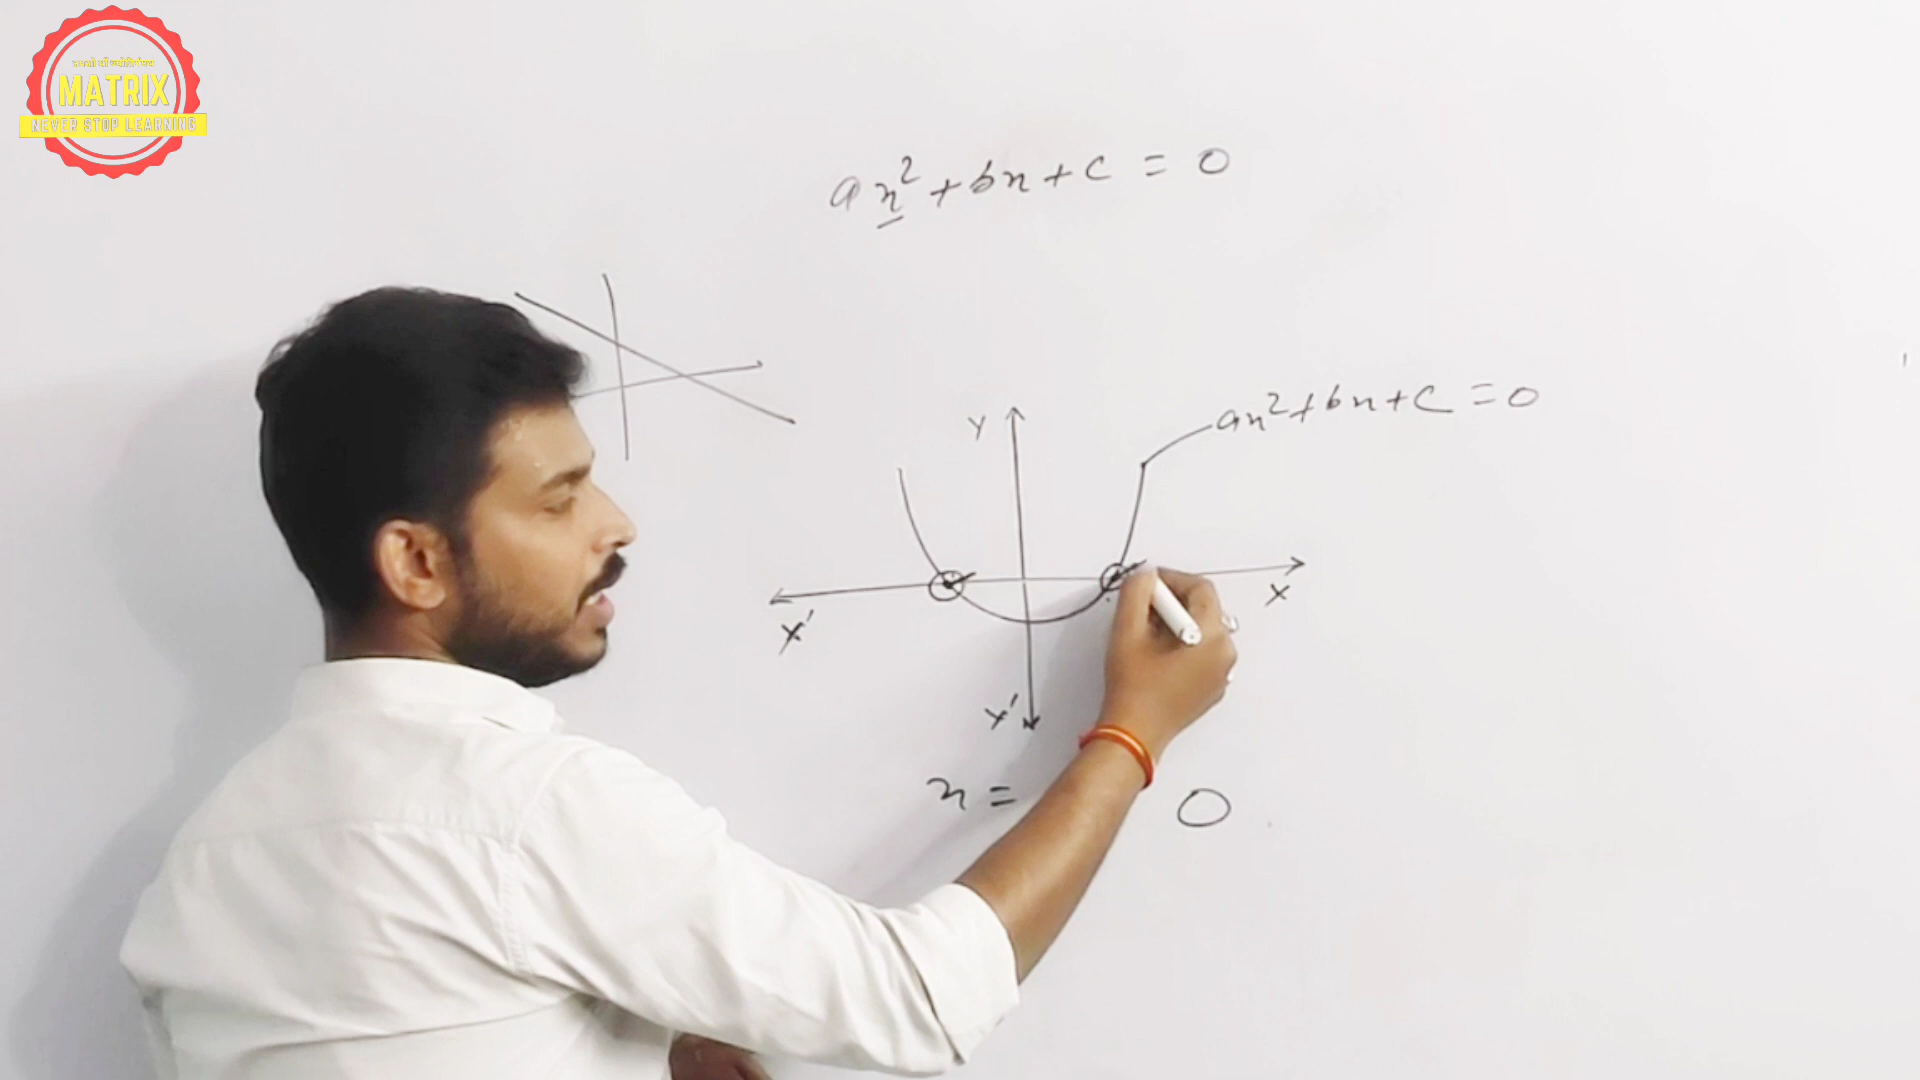 MATRIX
NEVER STOP LEARNING
ax² + bx + c = 0
ax² + bx + c = 0
Y
X' X
X'
x = 0